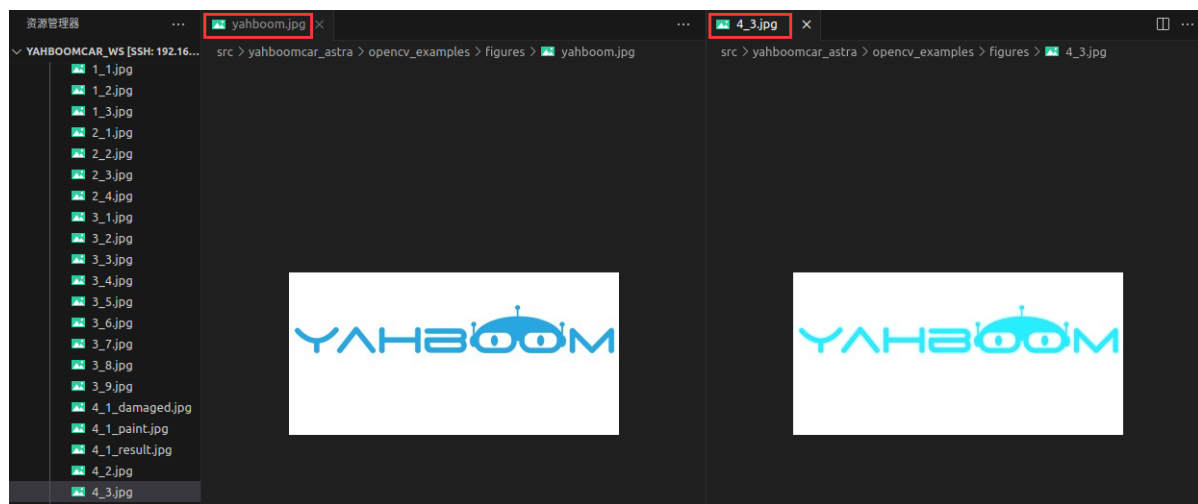 资源管理器 ···
YAHBOOMCAR_WS [SSH: 192.16...
1_1.jpg
1_2.jpg
1_3.jpg
2_1.jpg
2_2.jpg
2_3.jpg
2_4.jpg
3_1.jpg
3_2.jpg
3_3.jpg
3_4.jpg
3_5.jpg
3_6.jpg
3_7.jpg
3_8.jpg
3_9.jpg
4_1_damaged.jpg
4_1_paint.jpg
4_1_result.jpg
4_2.jpg
4_3.jpg
yahboom.jpg ···
src > yahboomcar_astra > opencv_examples > figures > yahboom.jpg
YAHBOOM
4_3.jpg ···
src > yahboomcar_astra > opencv_examples > figures > 4_3.jpg
YAHBOOM